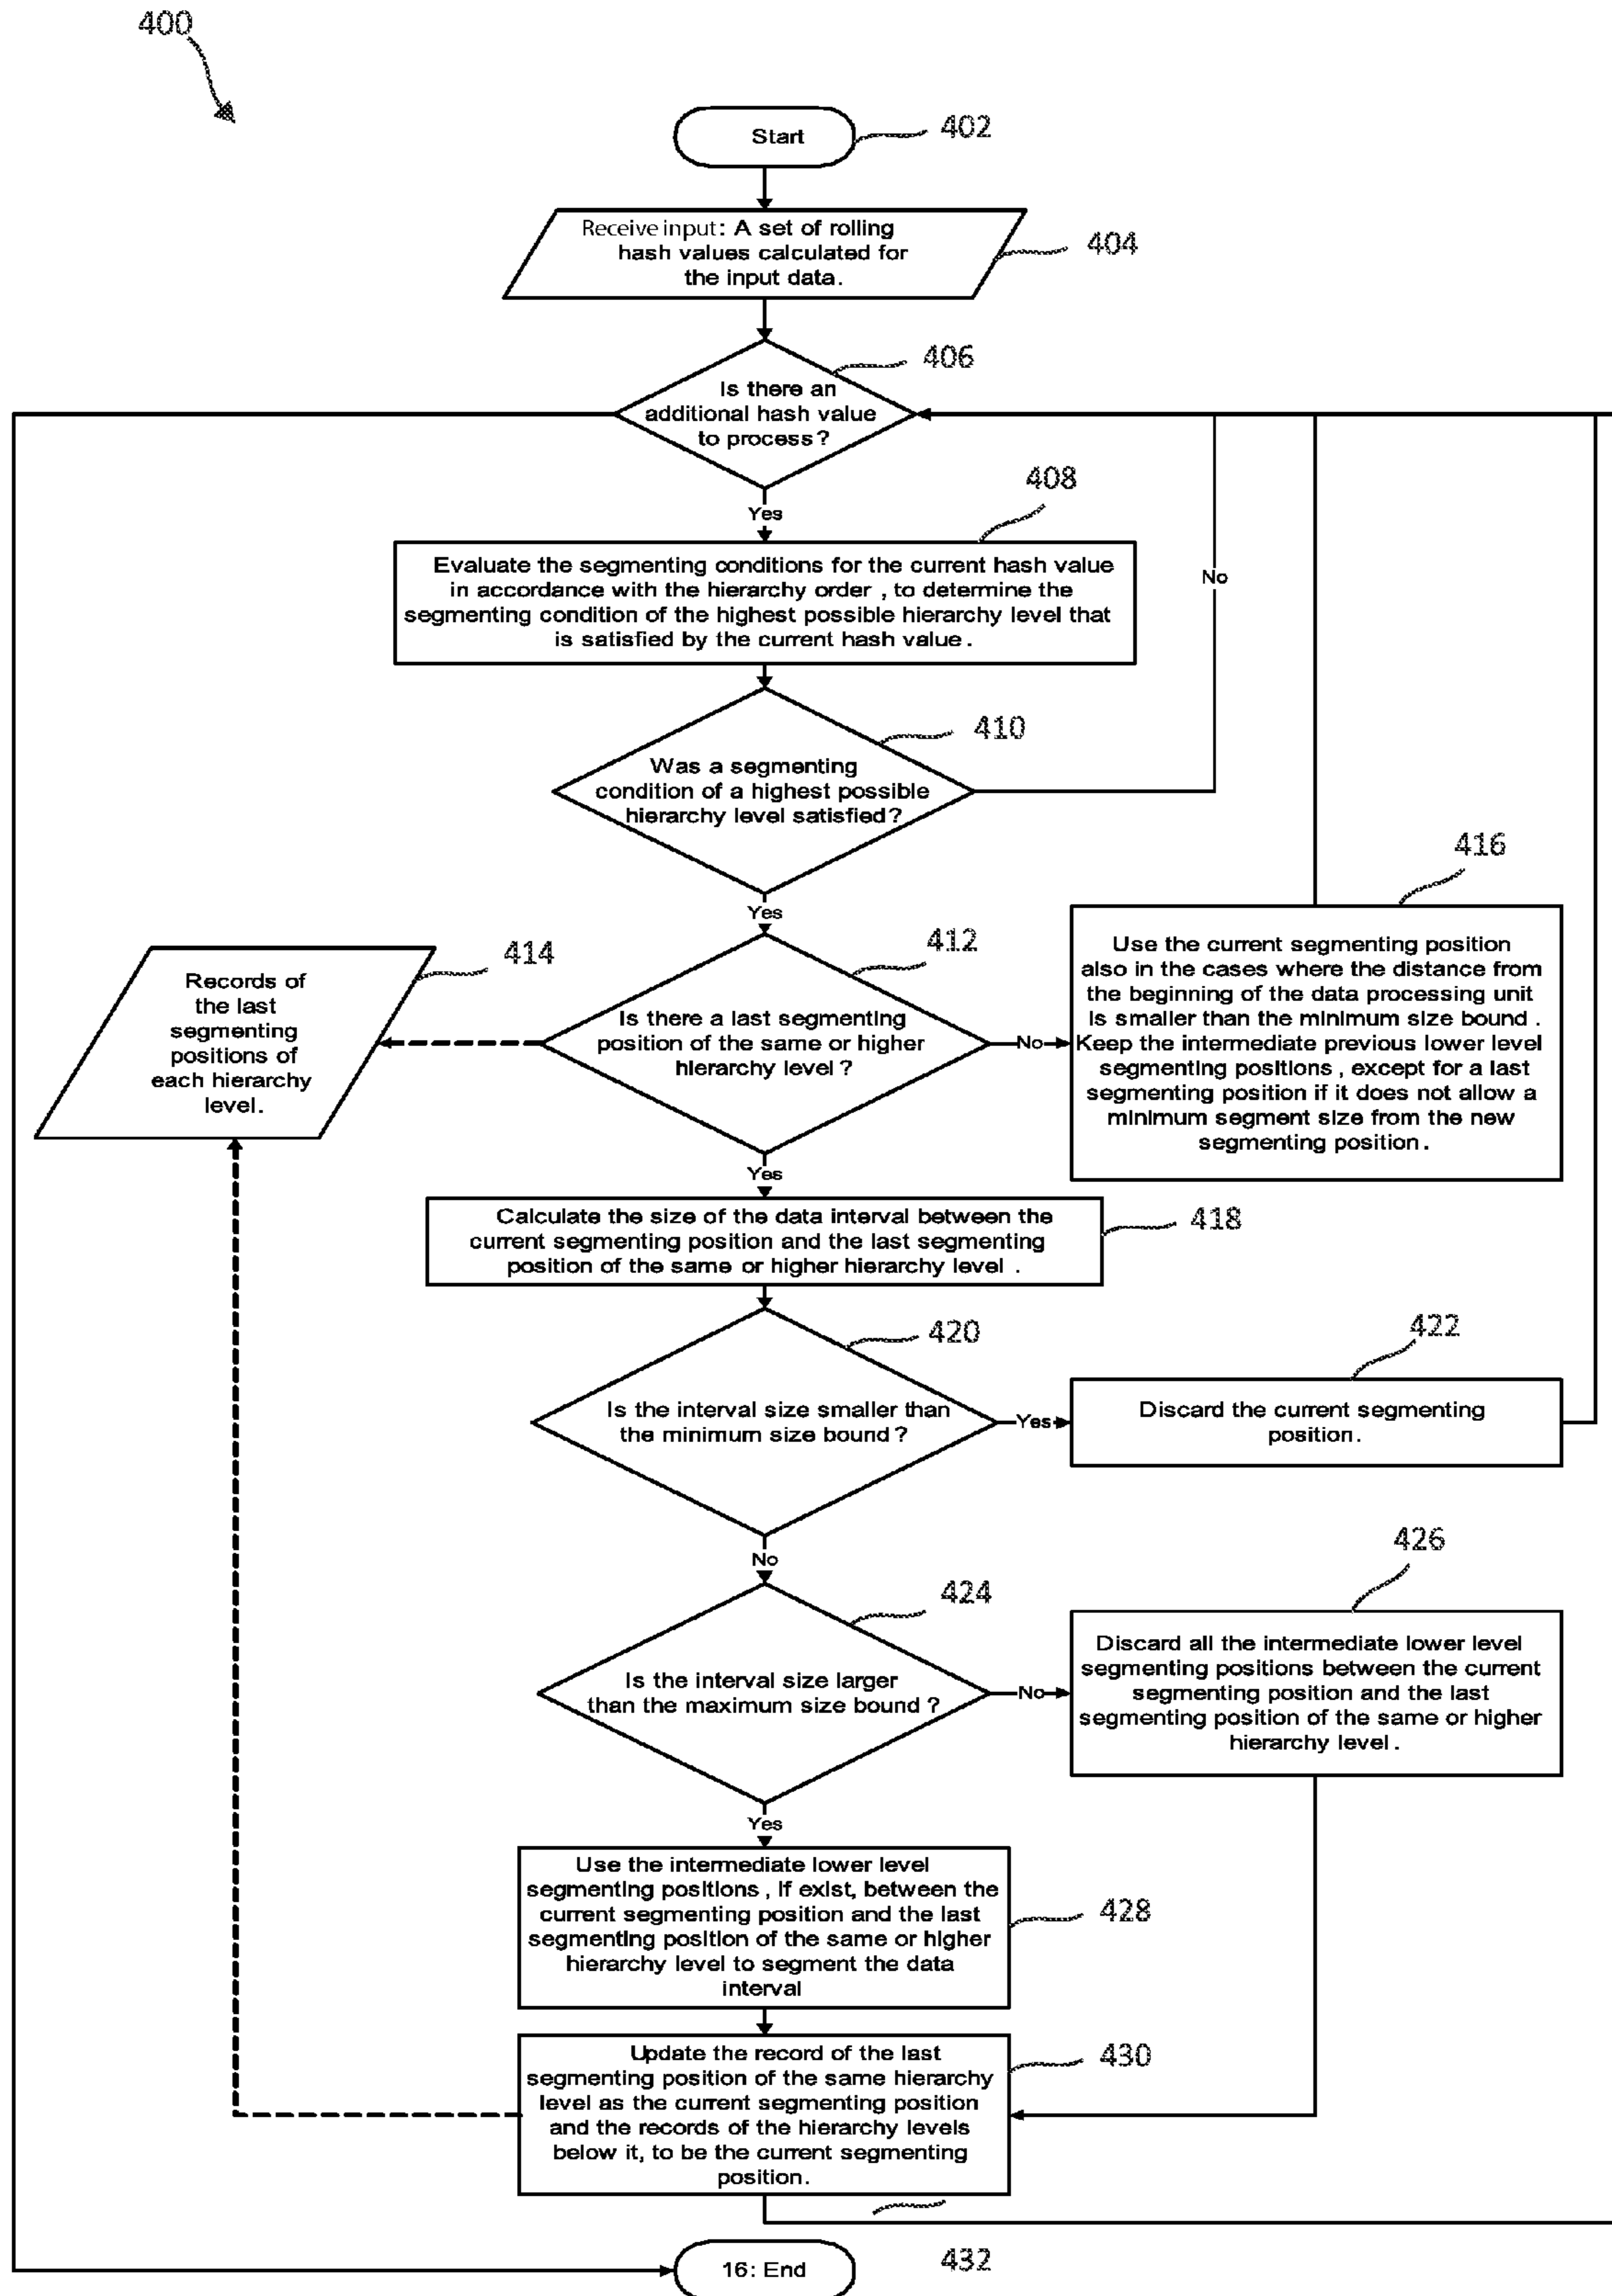 400
Start
402
Receive input: A set of rolling
hash values calculated for
the input data.
404
406
Is there an
additional hash value
to process?
Yes
408
Evaluate the segmenting conditions for the current hash value
in accordance with the hierarchy order , to determine the
segmenting condition of the highest possible hierarchy level that
is satisfied by the current hash value.
No
410
Was a segmenting
condition of a highest possible
hierarchy level satisfied?
Yes
416
412
414
Records of
the last
segmenting
positions of
each hierarchy
level.
Is there a last segmenting
position of the same or higher
hierarchy level ?
No
Use the current segmenting position
also in the cases where the distance from
the beginning of the data processing unit
is smaller than the minimum size bound .
Keep the intermediate previous lower level
segmenting positions , except for a last
segmenting position if it does not allow a
minimum segment size from the new
segmenting position.
Yes
Calculate the size of the data interval between the
current segmenting position and the last segmenting
position of the same or higher hierarchy level .
418
420
422
Is the interval size smaller than
the minimum size bound ?
Yes
Discard the current segmenting
position.
No
426
424
Is the interval size larger
than the maximum size bound ?
No
Discard all the intermediate lower level
segmenting positions between the current
segmenting position and the last
segmenting position of the same or higher
hierarchy level .
Yes
Use the intermediate lower level
segmenting positions , if exist, between the
current segmenting position and the last
segmenting position of the same or higher
hierarchy level to segment the data
interval
428
Update the record of the last
segmenting position of the same hierarchy
level as the current segmenting position
and the records of the hierarchy levels
below it, to be the current segmenting
position.
430
16: End
432